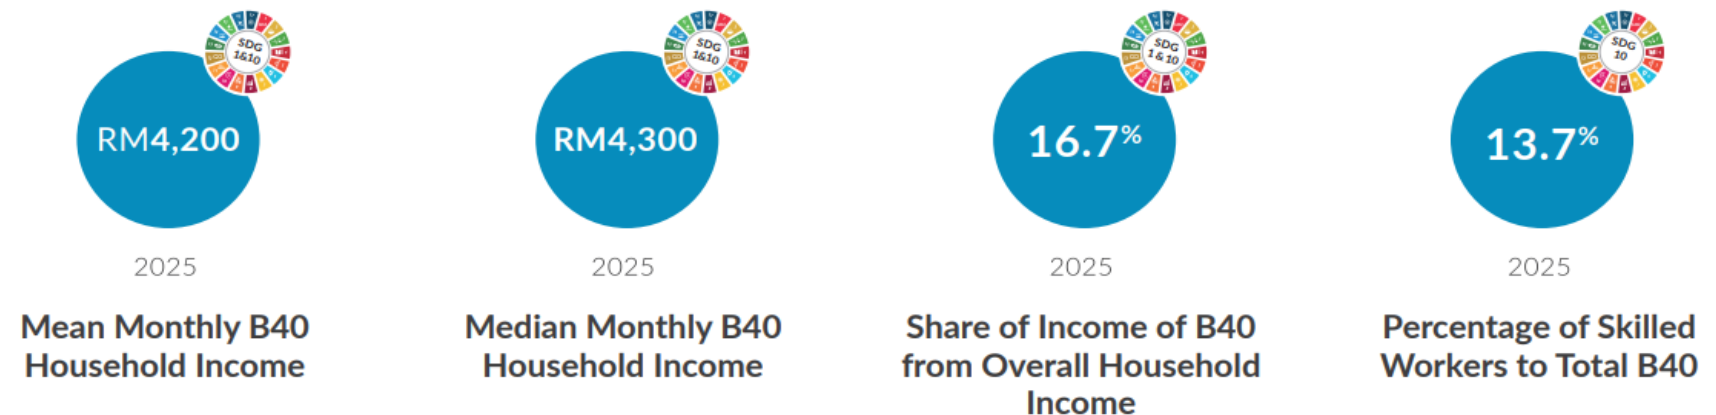 SDG
1&10
RM4,200
2025
Mean Monthly B40
Household Income
SDG
1&10
RM4,300
2025
Median Monthly B40
Household Income
SDG
1 & 10
16.7%
2025
Share of Income of B40
from Overall Household
Income
SDG
10
13.7%
2025
Percentage of Skilled
Workers to Total B40